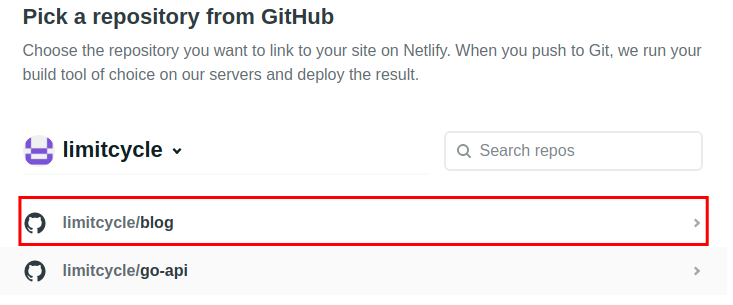 Pick a repository from GitHub
Choose the repository you want to link to your site on Netlify. When you push to Git, we run your
build tool of choice on our servers and deploy the result.
limitcycle
Search repos
limitcycle/blog
limitcycle/go-api